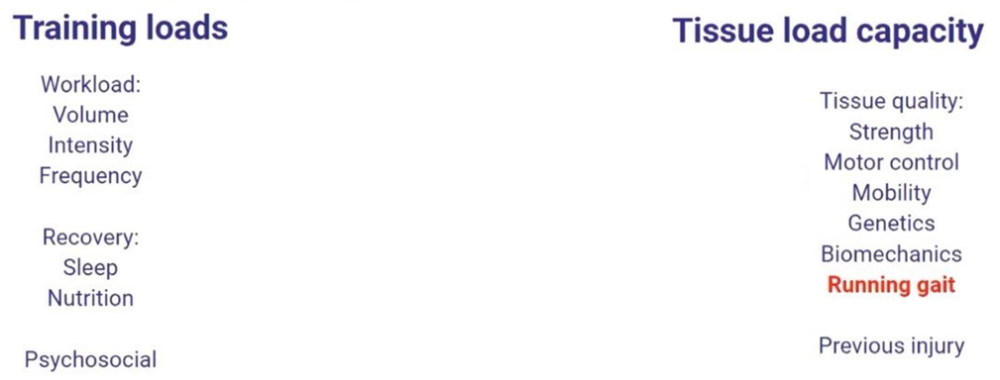 Training loads
Workload:
Volume
Intensity
Frequency
Recovery:
Sleep
Nutrition
Psychosocial
Tissue load capacity
Tissue quality:
Strength
Motor control
Mobility
Genetics
Biomechanics
Running gait
Previous injury